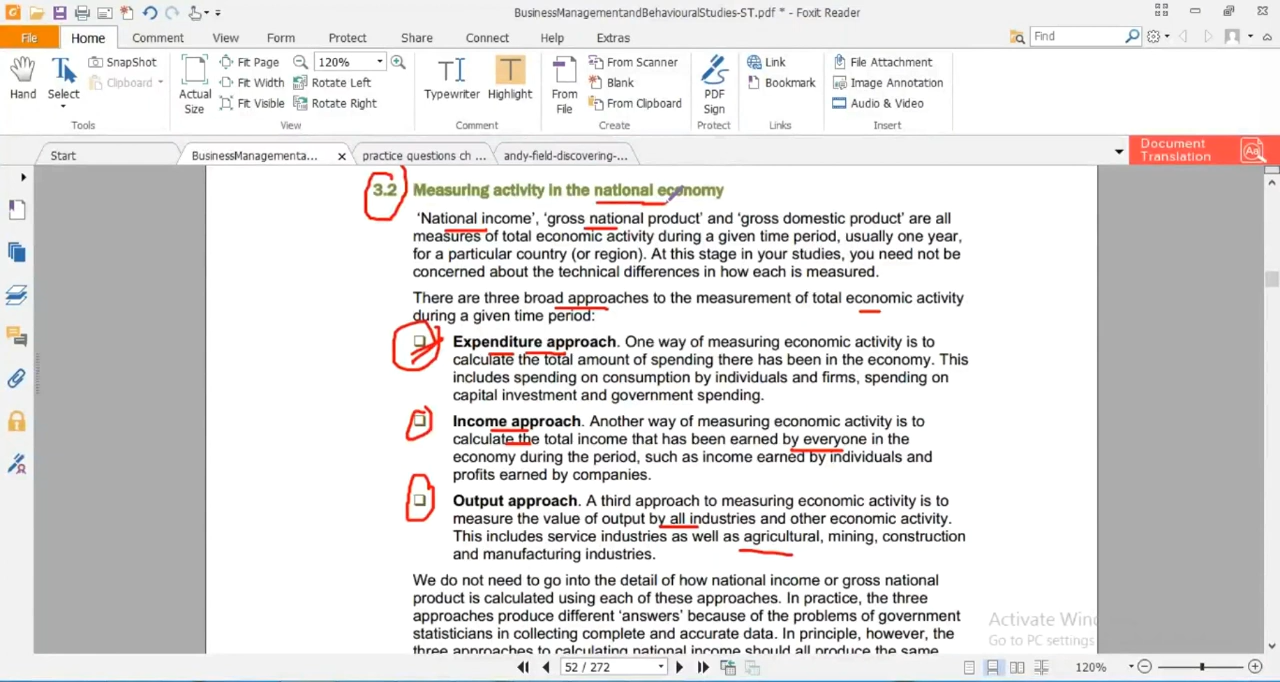 BusinessManagementandBehaviouralStudies-ST.pdf * - Foxit Reader
File Home Comment View Form Protect Share Connect Help Extras Find
Hand Select SnapShot Clipboard Actual Size Fit Page Fit Width Fit Visible 120% Rotate Left Rotate Right Typewriter Highlight From File From Scanner Blank From Clipboard PDF Sign Link Bookmark File Attachment Image Annotation Audio & Video
Tools View Comment Create Protect Links Insert
Start BusinessManagementa... practice questions ch ... andy-field-discovering-... Document Translation
3.2 Measuring activity in the national economy
‘National income’, ‘gross national product’ and ‘gross domestic product’ are all
measures of total economic activity during a given time period, usually one year,
for a particular country (or region). At this stage in your studies, you need not be
concerned about the technical differences in how each is measured.
There are three broad approaches to the measurement of total economic activity
during a given time period:
Expenditure approach. One way of measuring economic activity is to
calculate the total amount of spending there has been in the economy. This
includes spending on consumption by individuals and firms, spending on
capital investment and government spending.
Income approach. Another way of measuring economic activity is to
calculate the total income that has been earned by everyone in the
economy during the period, such as income earned by individuals and
profits earned by companies.
Output approach. A third approach to measuring economic activity is to
measure the value of output by all industries and other economic activity.
This includes service industries as well as agricultural, mining, construction
and manufacturing industries.
We do not need to go into the detail of how national income or gross national
product is calculated using each of these approaches. In practice, the three
approaches produce different ‘answers’ because of the problems of government
statisticians in collecting complete and accurate data. In principle, however, the
three approaches to calculating national income should all produce the same
Activate Win
Go to PC settings
52 / 272 120%